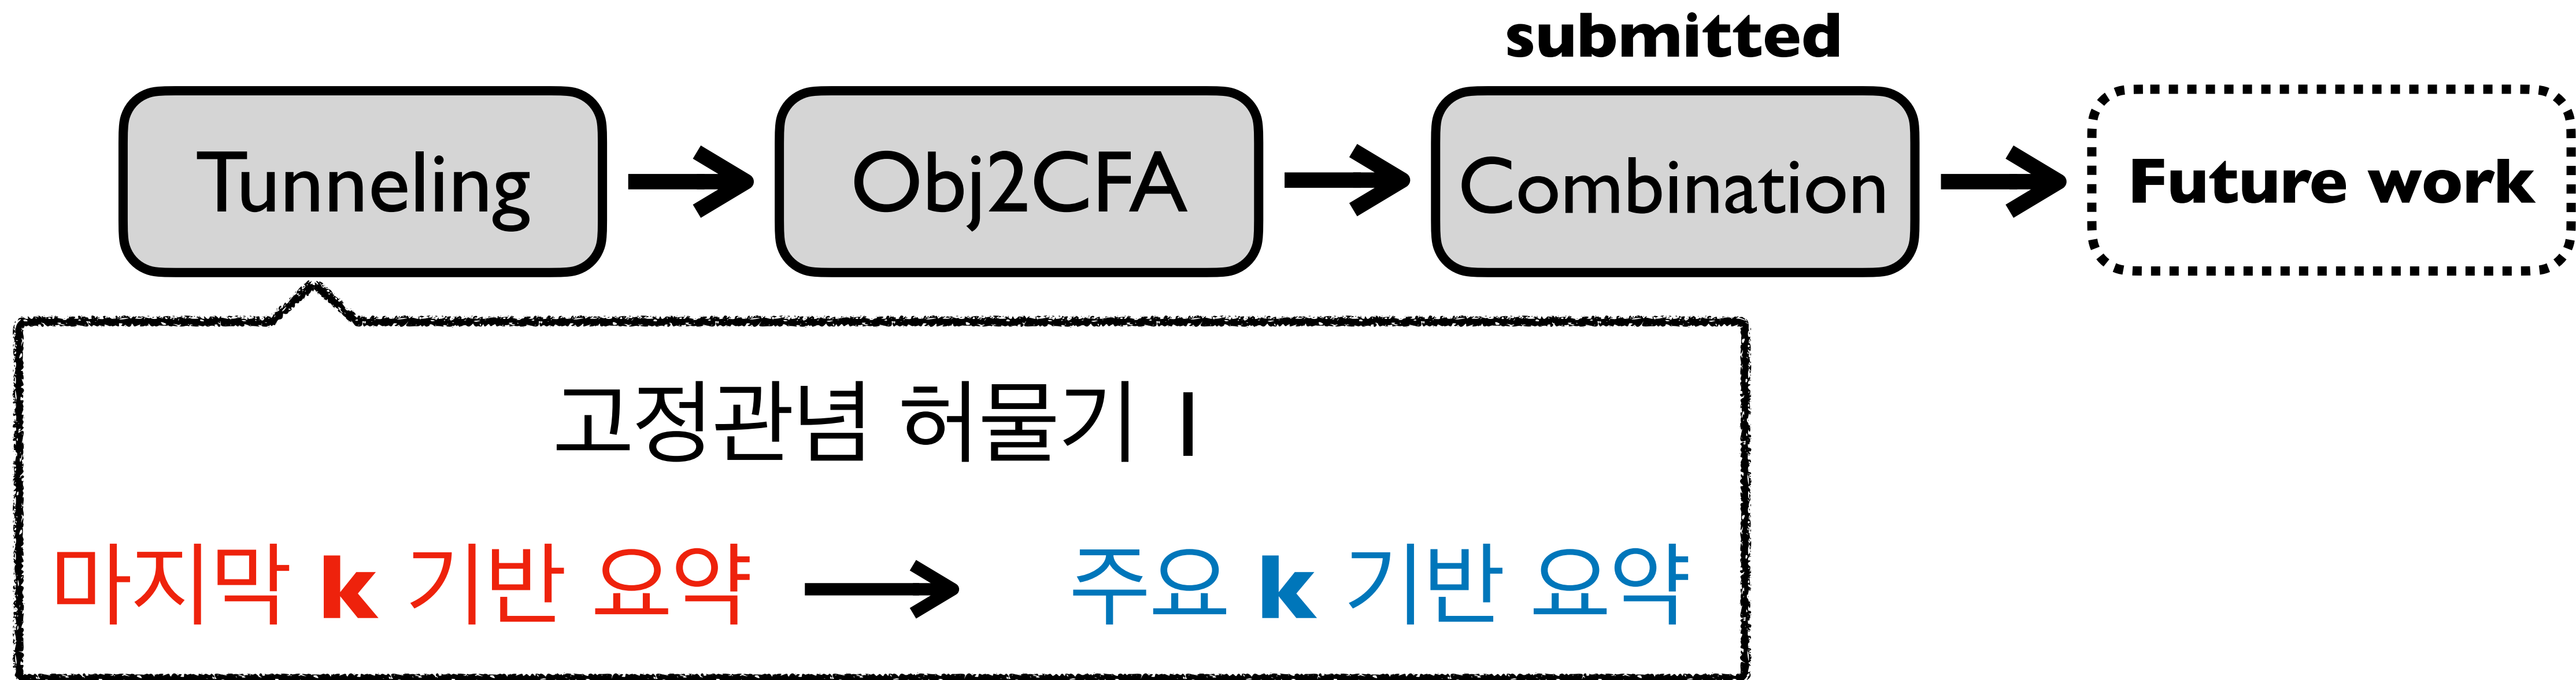 submitted
Tunneling
Obj2CFA
Combination
Future work
고정관념 허물기 1
마지막 k 기반 요약
주요 k 기반 요약